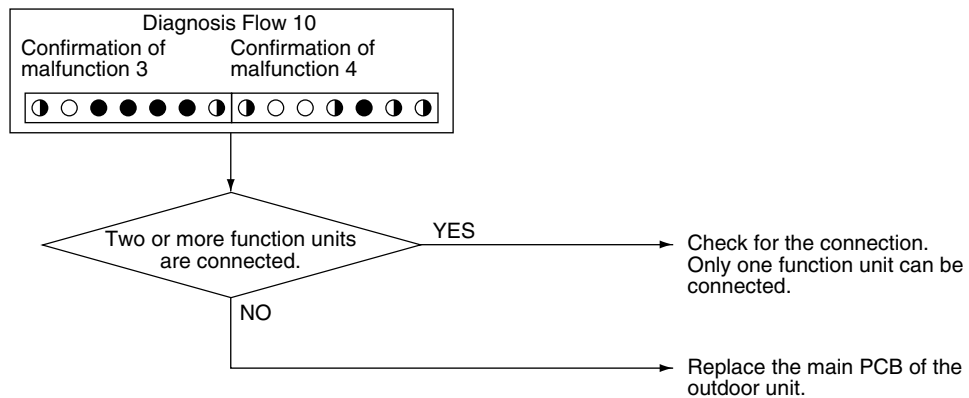 Diagnosis Flow 10
Confirmation of
malfunction 3
Confirmation of
malfunction 4
Two or more function units
are connected.
YES
Check for the connection.
Only one function unit can be
connected.
NO
Replace the main PCB of the
outdoor unit.